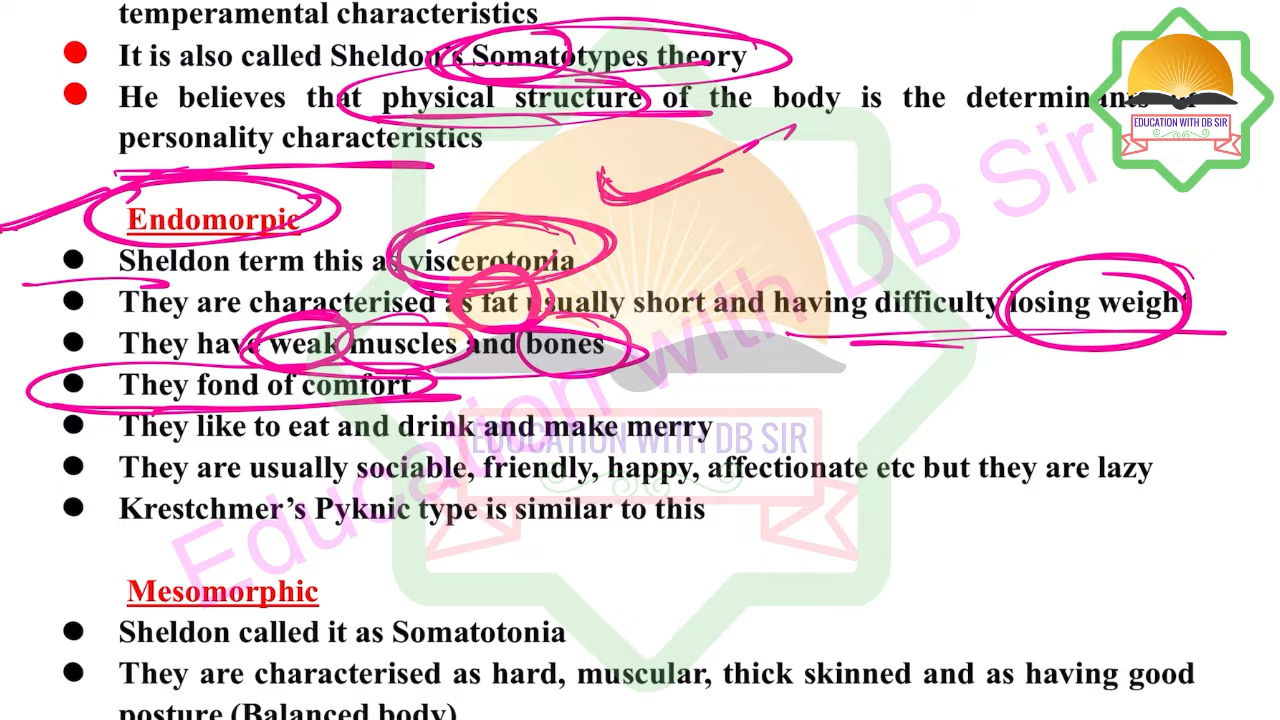 temperamental characteristics
It is also called Sheldon's Somatotypes theory
He believes that physical structure of the body is the determinants of
personality characteristics
EDUCATION WITH DB SIR
Endomorpic
Sheldon term this as viscerotonia
They are characterised as fat usually short and having difficulty losing weight
They have weak muscles and bones
They fond of comfort
They like to eat and drink and make merry
EDUCATION WITH DB SIR
They are usually sociable, friendly, happy, affectionate etc but they are lazy
Krestchmer's Pyknic type is similar to this
Education with DB Sir
Mesomorphic
Sheldon called it as Somatotonia
They are characterised as hard, muscular, thick skinned and as having good
posture (Balanced body)